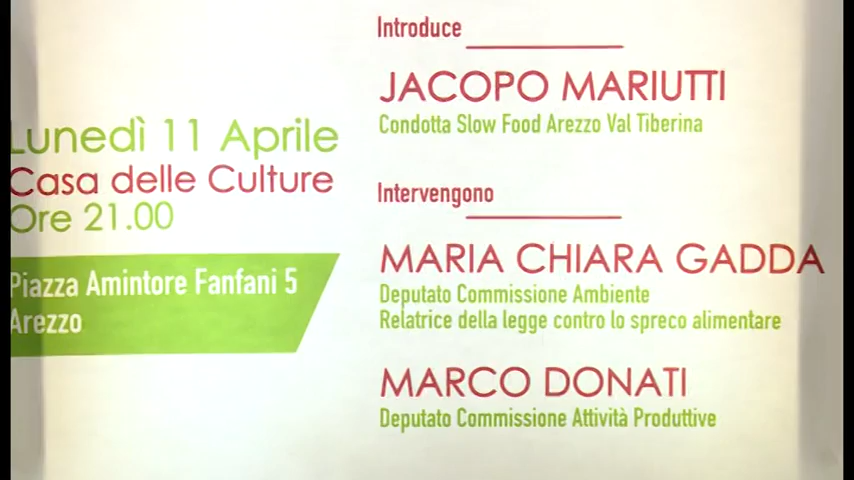 Lunedì 11 Aprile
Casa delle Culture
Ore 21.00
Piazza Amintore Fanfani 5
Arezzo
Introduce
JACOPO MARIUTTI
Condotta Slow Food Arezzo Val Tiberina
Intervengono
MARIA CHIARA GADDA
Deputato Commissione Ambiente
Relatrice della legge contro lo spreco alimentare
MARCO DONATI
Deputato Commissione Attività Produttive